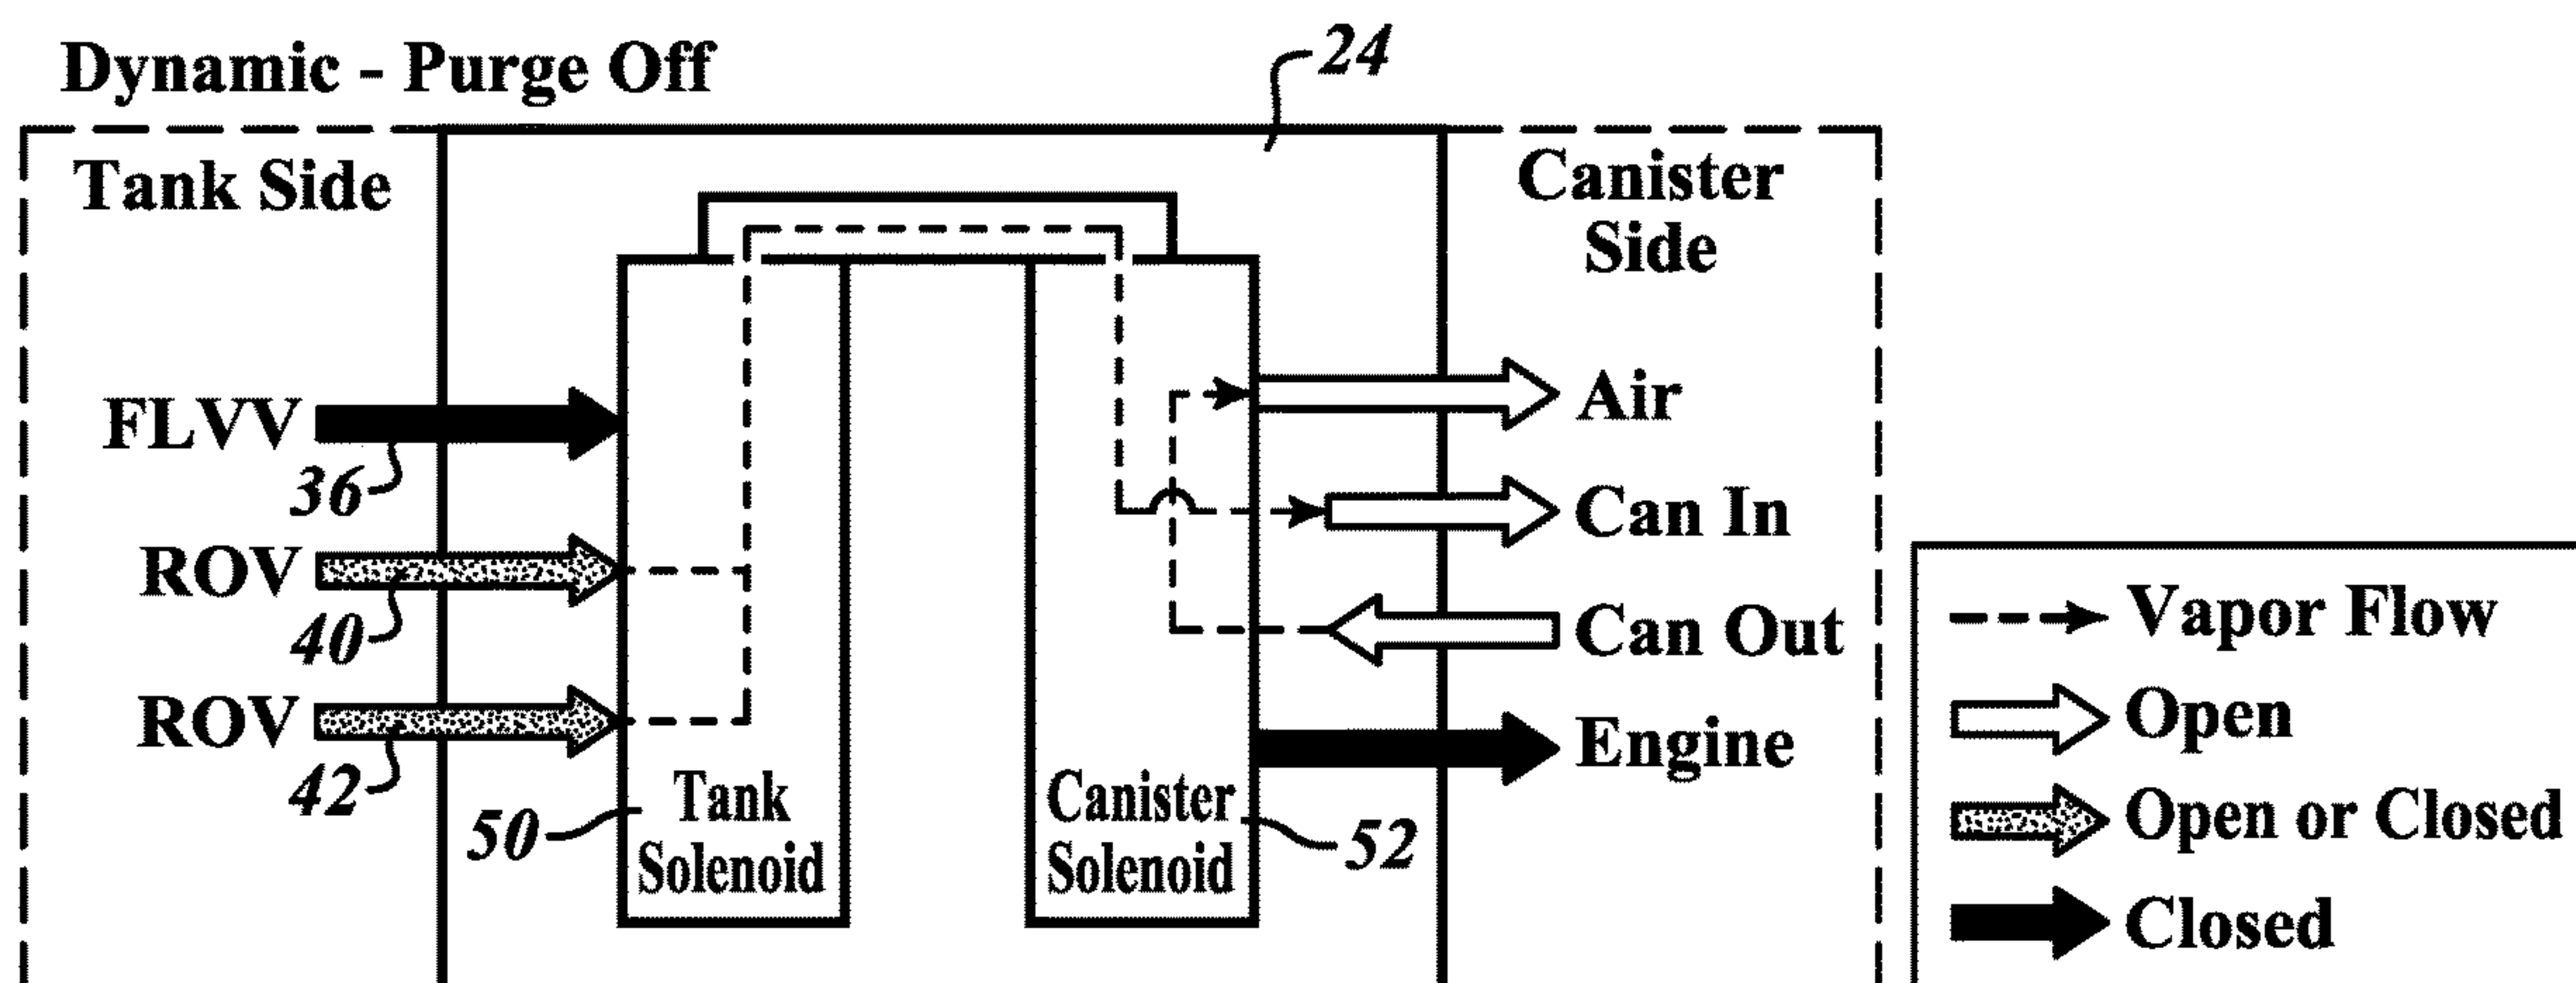 Dynamic - Purge Off
24
Tank Side
Canister
Side
FLVV
36
ROV
40
ROV
42
50
Tank
Solenoid
Canister
Solenoid
52
Air
Can In
Can Out
Engine
Vapor Flow
Open
Open or Closed
Closed